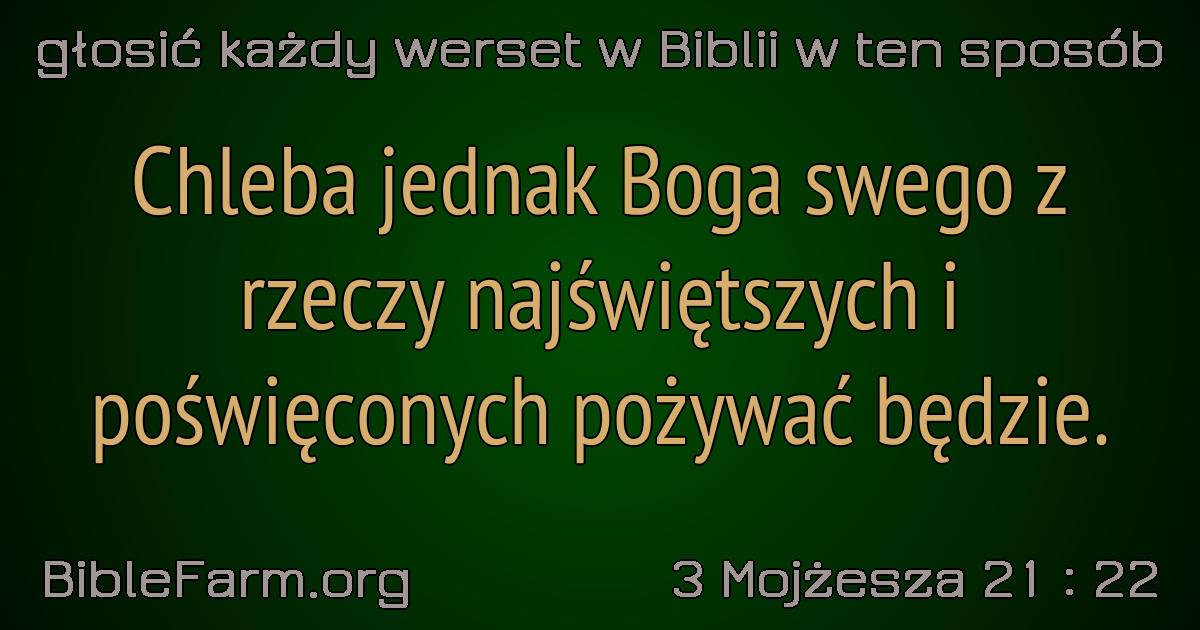 głosić każdy werset w Biblii w ten sposób
Chleba jednak Boga swego z
rzeczy najświętszych i
poświęconych pożywać będzie.
BibleFarm.org
3 Mojżesza 21 : 22